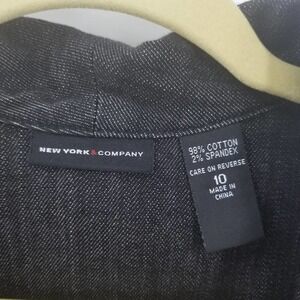 NEW YORK&COMPANY
98% COTTON
2% SPANDEX
CARE ON REVERSE
10
MADE IN
CHINA